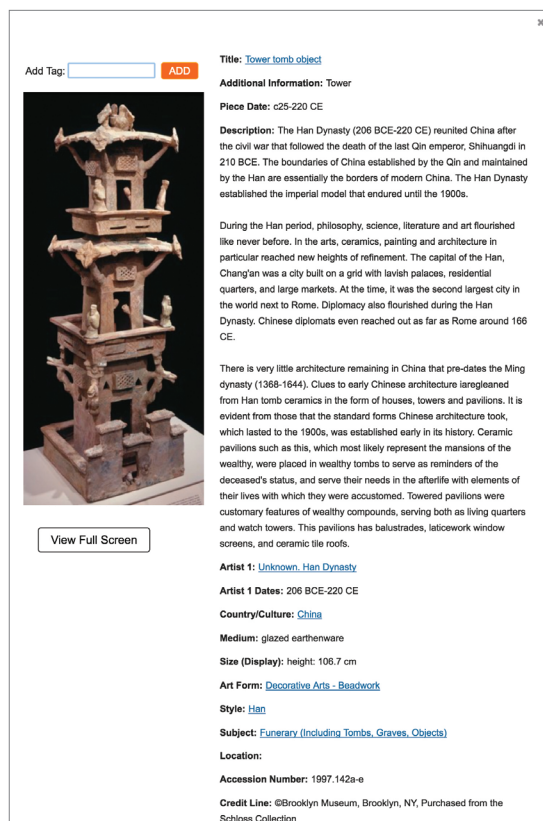 Title: Tower tomb object
Add Tag:
ADD
Additional Information: Tower
Piece Date: c25-220 CE
Description: The Han Dynasty (206 BCE-220 CE) reunited China after
the civil war that followed the death of the last Qin emperor, Shihuangdi in
210 BCE. The boundaries of China established by the Qin and maintained
by the Han are essentially the borders of modern China. The Han Dynasty
established the imperial model that endured until the 1900s.
During the Han period, philosophy, science, literature and art flourished
like never before. In the arts, ceramics, painting and architecture in
particular reached new heights of refinement. The capital of the Han,
Chang'an was a city built on a grid with lavish palaces, residential
quarters, and large markets. At the time, it was the second largest city in
the world next to Rome. Diplomacy also flourished during the Han
Dynasty. Chinese diplomats even reached out as far as Rome around 166
CE.
There is very little architecture remaining in China that pre-dates the Ming
dynasty (1368-1644). Clues to early Chinese architecture iaregleaned
from Han tomb ceramics in the form of houses, towers and pavilions. It is
evident from those that the standard forms Chinese architecture took,
which lasted to the 1900s, was established early in its history. Ceramic
pavilions such as this, which most likely represent the mansions of the
wealthy, were placed in wealthy tombs to serve as reminders of the
deceased's status, and serve their needs in the afterlife with elements of
their lives with which they were accustomed. Towered pavilions were
customary features of wealthy compounds, serving both as living quarters
and watch towers. This pavilions has balustrades, laticework window
screens, and ceramic tile roofs.
View Full Screen
Artist 1: Unknown. Han Dynasty
Artist 1 Dates: 206 BCE-220 CE
Country/Culture: China
Medium: glazed earthenware
Size (Display): height: 106.7 cm
Art Form: Decorative Arts - Beadwork
Style: Han
Subject: Funerary (Including Tombs, Graves, Objects)
Location:
Accession Number: 1997.142a-e
Credit Line: ©Brooklyn Museum, Brooklyn, NY, Purchased from the
Schloss Collection